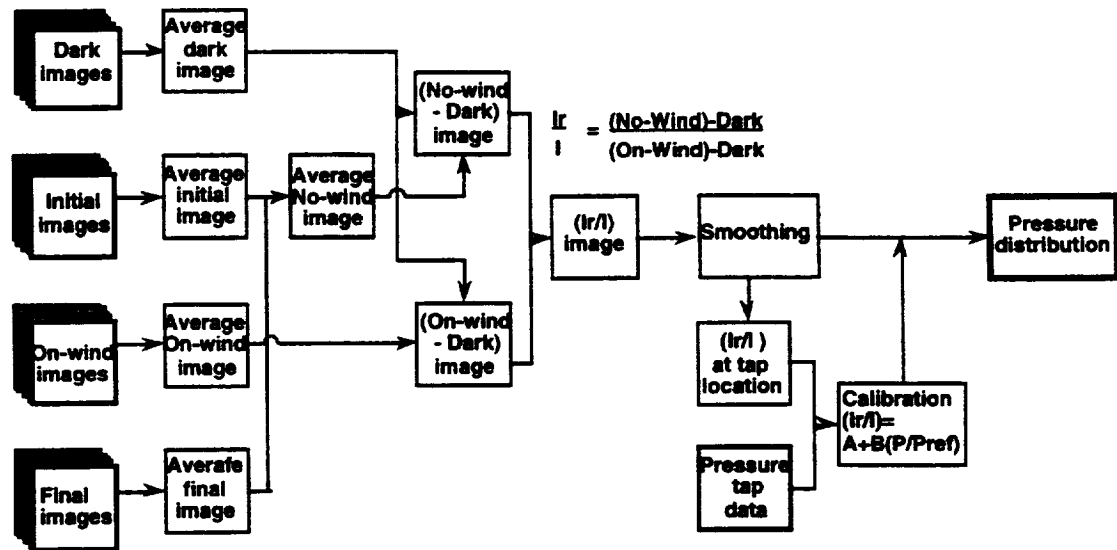 Dark
images
Average
dark
image
(No-wind
- Dark)
image
Ir
I
=
(No-Wind)-Dark
(On-Wind)-Dark
Initial
images
Average
initial
image
Average
No-wind
image
(Ir/I)
image
Smoothing
Pressure
distribution
On-wind
images
Average
On-wind
image
(On-wind
- Dark)
image
(Ir/I )
at tap
location
Calibration
(Ir/I)=
A+B(P/Pref)
Final
images
Averafe
final
image
Pressure
tap
data